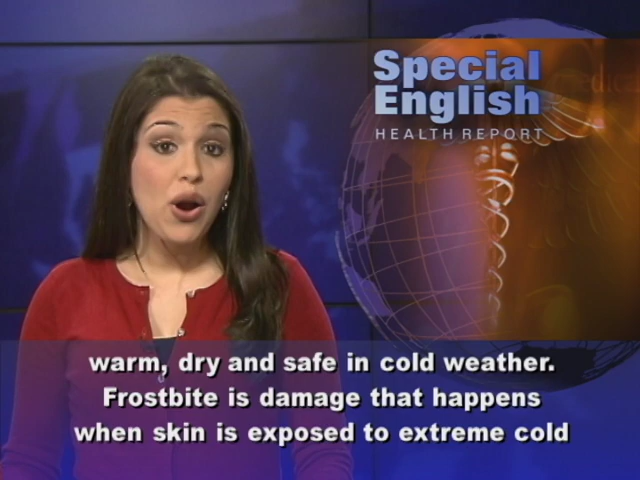 Special
English
HEALTH REPORT
warm, dry and safe in cold weather.
Frostbite is damage that happens
when skin is exposed to extreme cold